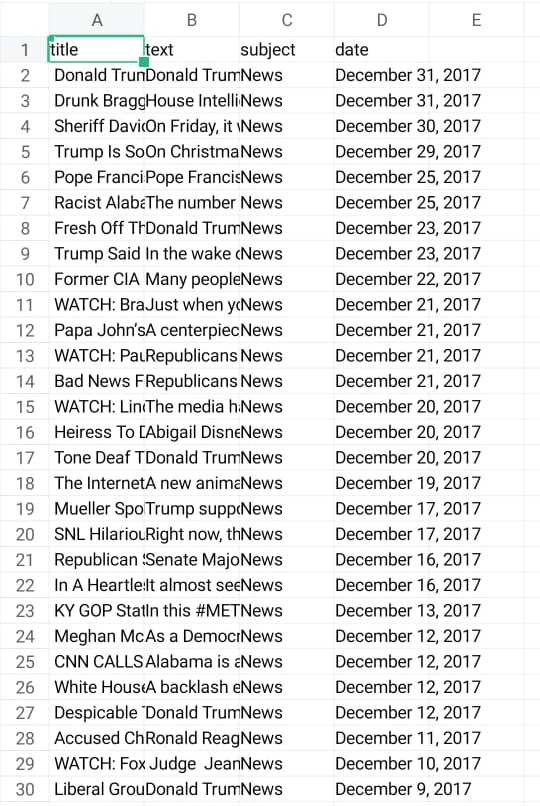 A B C D E
1 title text subject date
2 Donald Trun Donald Trum News December 31, 2017
3 Drunk Bragg House Intelli News December 31, 2017
4 Sheriff Davi On Friday, it News December 30, 2017
5 Trump Is So On Christma News December 29, 2017
6 Pope Franci Pope Francis News December 25, 2017
7 Racist Alaba The number News December 25, 2017
8 Fresh Off Th Donald Trum News December 23, 2017
9 Trump Said In the wake News December 23, 2017
10 Former CIA Many people News December 22, 2017
11 WATCH: Bra Just when yo News December 21, 2017
12 Papa John's A centerpiec News December 21, 2017
13 WATCH: Pau Republicans News December 21, 2017
14 Bad News F Republicans News December 21, 2017
15 WATCH: Lin The media ha News December 20, 2017
16 Heiress To Abigail Disne News December 20, 2017
17 Tone Deaf T Donald Trum News December 20, 2017
18 The Internet A new anima News December 19, 2017
19 Mueller Spo Trump suppo News December 17, 2017
20 SNL Hilariou Right now, th News December 17, 2017
21 Republican Senate Majo News December 16, 2017
22 In A Heartle It almost see News December 16, 2017
23 KY GOP Stat In this #MET News December 13, 2017
24 Meghan Mc As a Democr News December 12, 2017
25 CNN CALLS Alabama is a News December 12, 2017
26 White House A backlash e News December 12, 2017
27 Despicable Donald Trum News December 12, 2017
28 Accused Ch Ronald Reag News December 11, 2017
29 WATCH: Fox Judge Jean News December 10, 2017
30 Liberal Grou Donald Trum News December 9, 2017